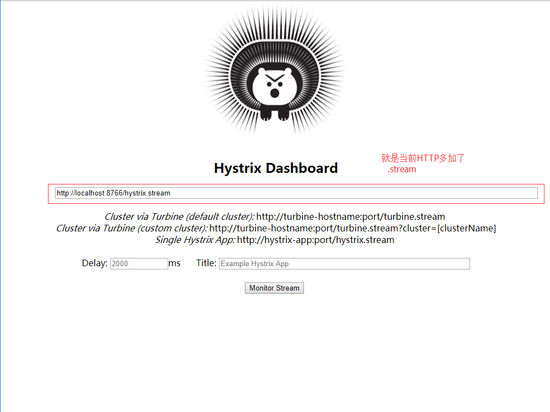 就是当前HTTP多加了
.stream
Hystrix Dashboard
http://localhost:8766/hystrix.stream
Cluster via Turbine (default cluster): http://turbine-hostname:port/turbine.stream
Cluster via Turbine (custom cluster): http://turbine-hostname:port/turbine.stream?cluster=[clusterName]
Single Hystrix App: http://hystrix-app:port/hystrix.stream
Delay: 2000 ms Title: Example Hystrix App
Monitor Stream